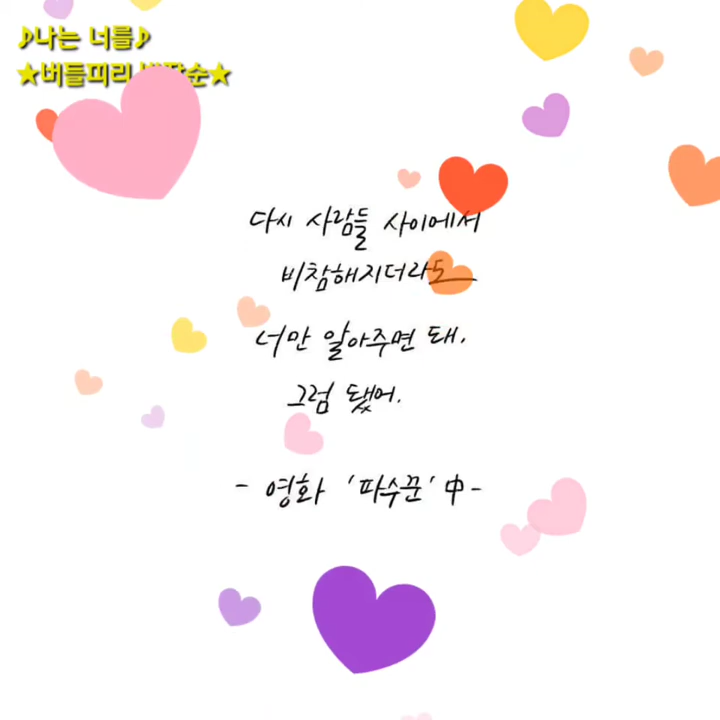 ♪나는 너를♪
★버들피리
다시 사람들 사이에서
비참해지더라도
너만 알아주면 돼.
그럼 됐어.
- 영화 '파수꾼' 中 -